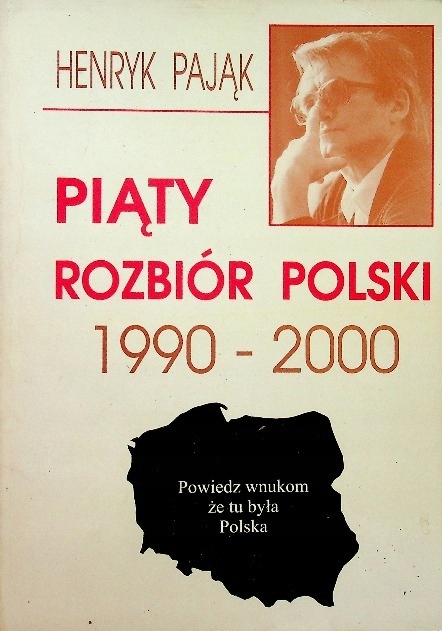 HENRYK PAJĄK
PIĄTY
ROZBIÓR POLSKI
1990 - 2000
Powiedz wnukom
że tu była
Polska